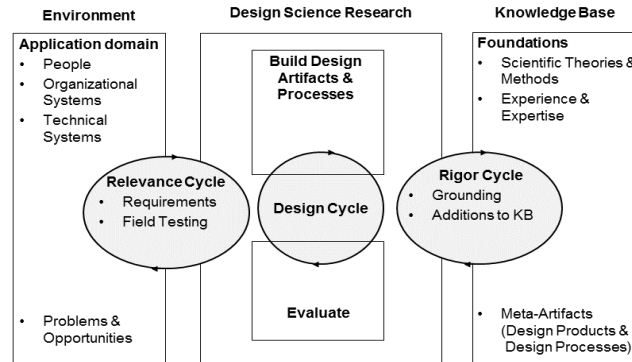 Environment
Design Science Research
Knowledge Base
Application domain
• People
• Organizational
Systems
• Technical
Systems
• Problems &
Opportunities
Relevance Cycle
• Requirements
• Field Testing
Build Design
Artifacts &
Processes
Design Cycle
Evaluate
Rigor Cycle
• Grounding
• Additions to KB
Foundations
• Scientific Theories &
Methods
• Experience &
Expertise
• Meta-Artifacts
(Design Products &
Design Processes)